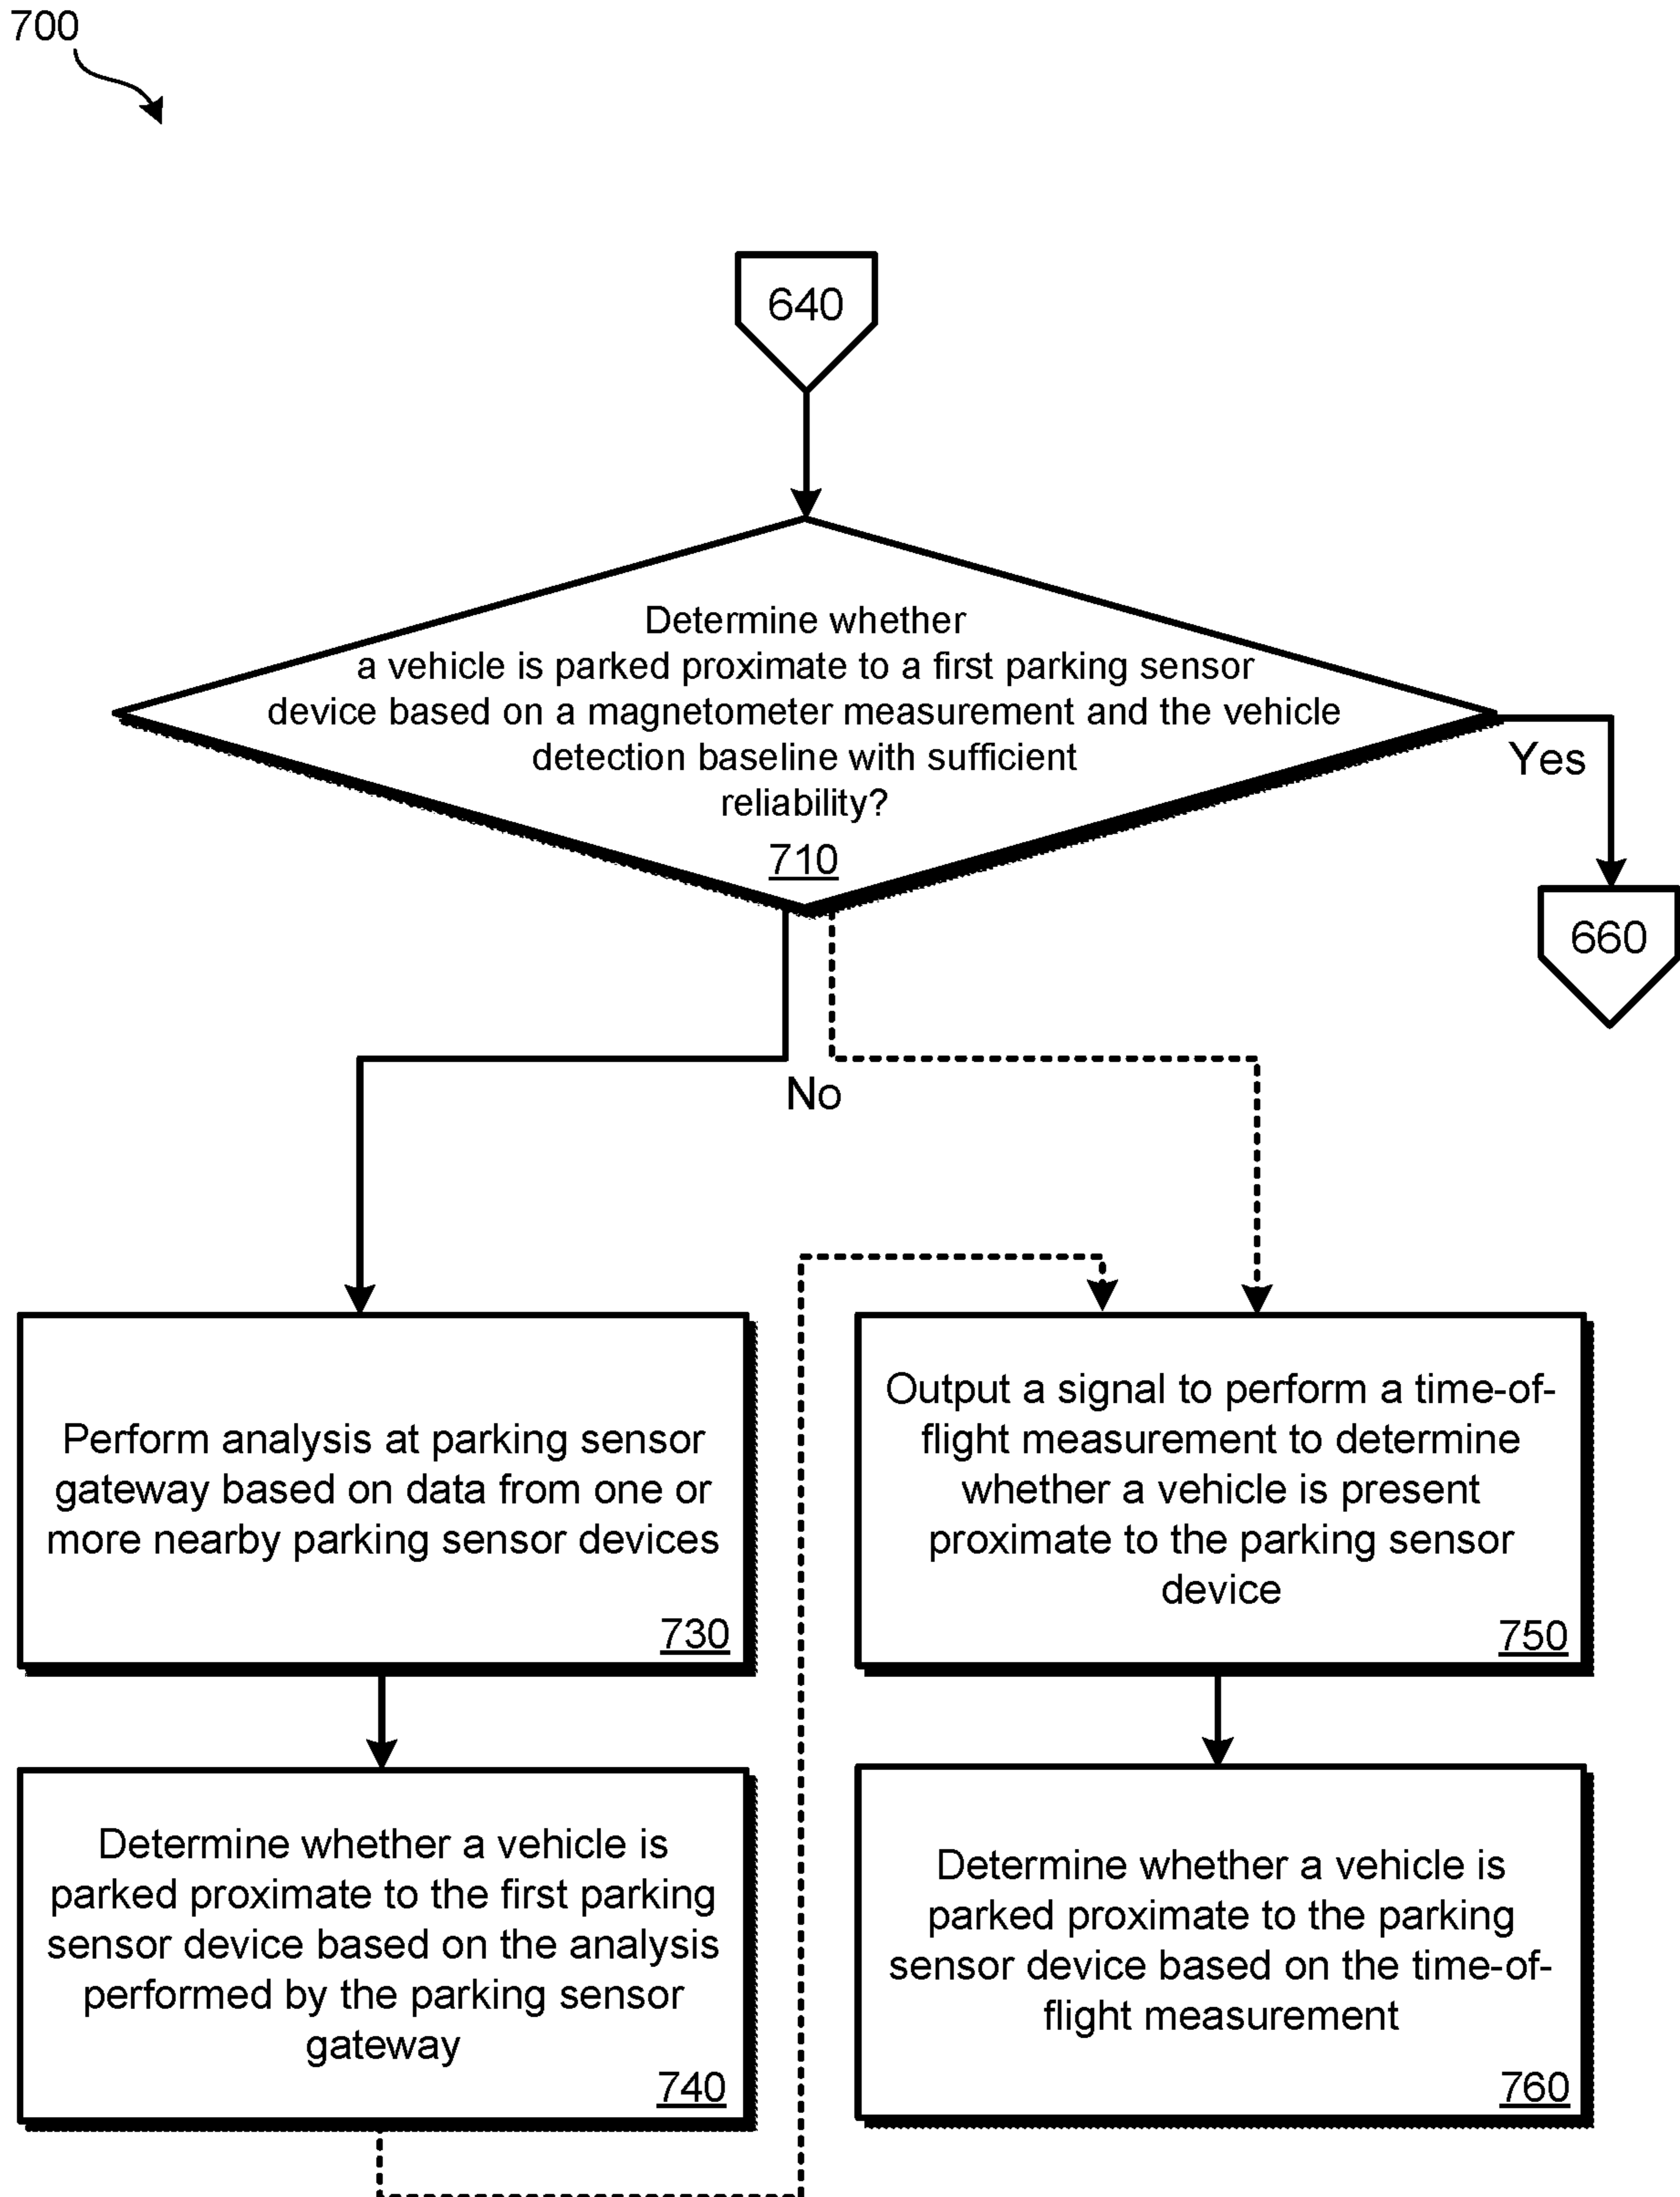 700
640
Determine whether
a vehicle is parked proximate to a first parking sensor
device based on a magnetometer measurement and the vehicle
detection baseline with sufficient
reliability?
710
Yes
660
No
Perform analysis at parking sensor
gateway based on data from one or
more nearby parking sensor devices
730
Output a signal to perform a time-of-
flight measurement to determine
whether a vehicle is present
proximate to the parking sensor
device
750
Determine whether a vehicle is
parked proximate to the first parking
sensor device based on the analysis
performed by the parking sensor
gateway
740
Determine whether a vehicle is
parked proximate to the parking
sensor device based on the time-of-
flight measurement
760